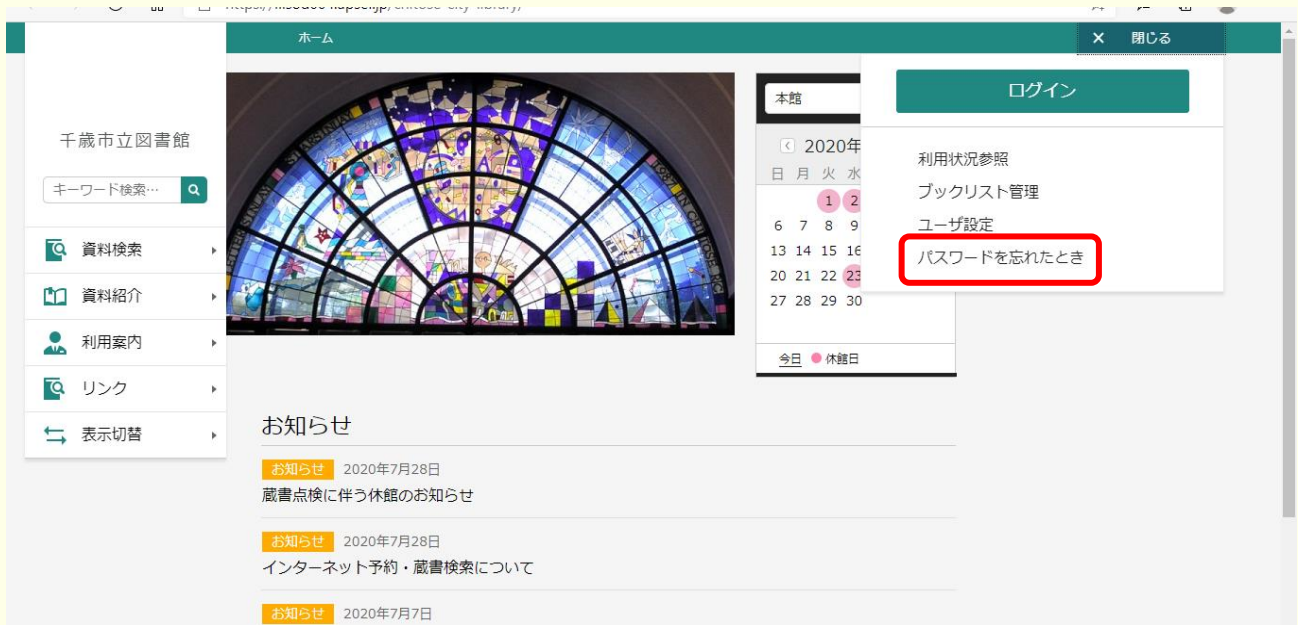 ホーム
× 閉じる
千歳市立図書館
キーワード検索…
資料検索
資料紹介
利用案内
リンク
表示切替
本館
2020年
日 月 火 水
1 2
6 7 8 9
13 14 15 16
20 21 22 23
27 28 29 30
今日 休館日
ログイン
利用状況参照
ブックリスト管理
ユーザ設定
パスワードを忘れたとき
お知らせ
お知らせ 2020年7月28日
蔵書点検に伴う休館のお知らせ
お知らせ 2020年7月28日
インターネット予約・蔵書検索について
お知らせ 2020年7月7日